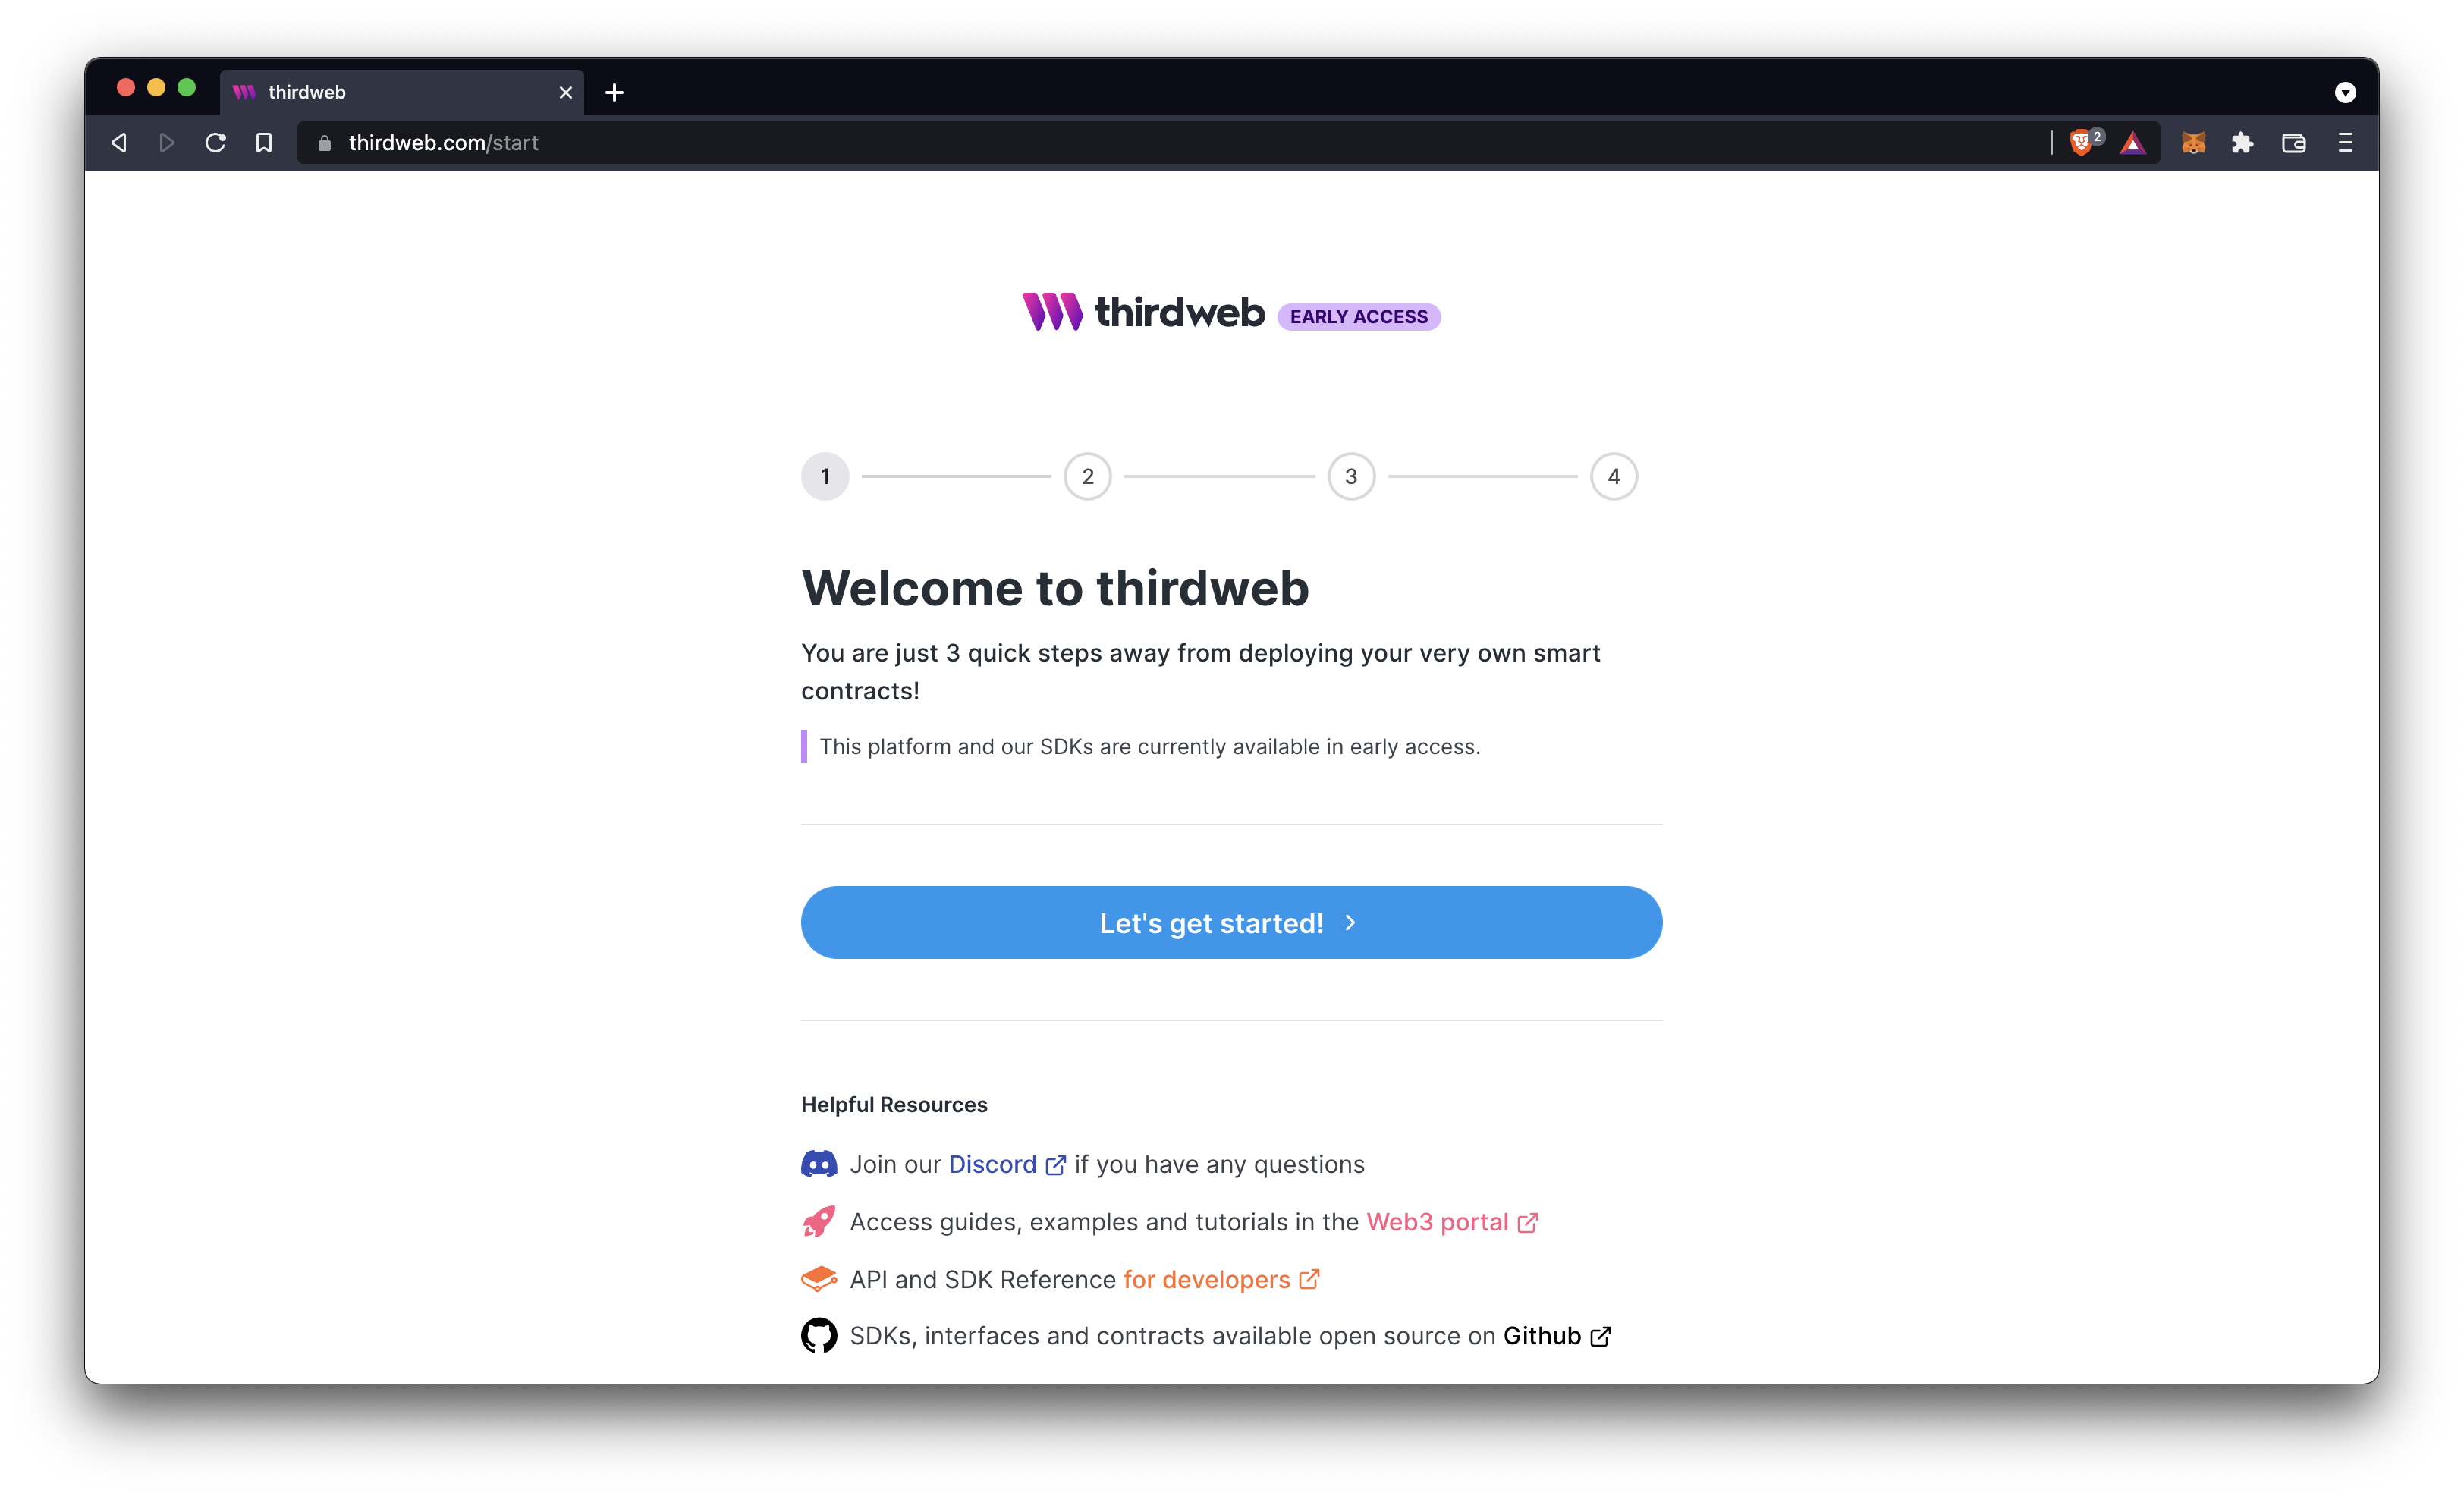 thirdweb
thirdweb.com/start
2
thirdweb EARLY ACCESS
1 2 3 4
Welcome to thirdweb
You are just 3 quick steps away from deploying your very own smart
contracts!
This platform and our SDKs are currently available in early access.
Let's get started!
Helpful Resources
Join our Discord if you have any questions
Access guides, examples and tutorials in the Web3 portal
API and SDK Reference for developers
SDKs, interfaces and contracts available open source on Github